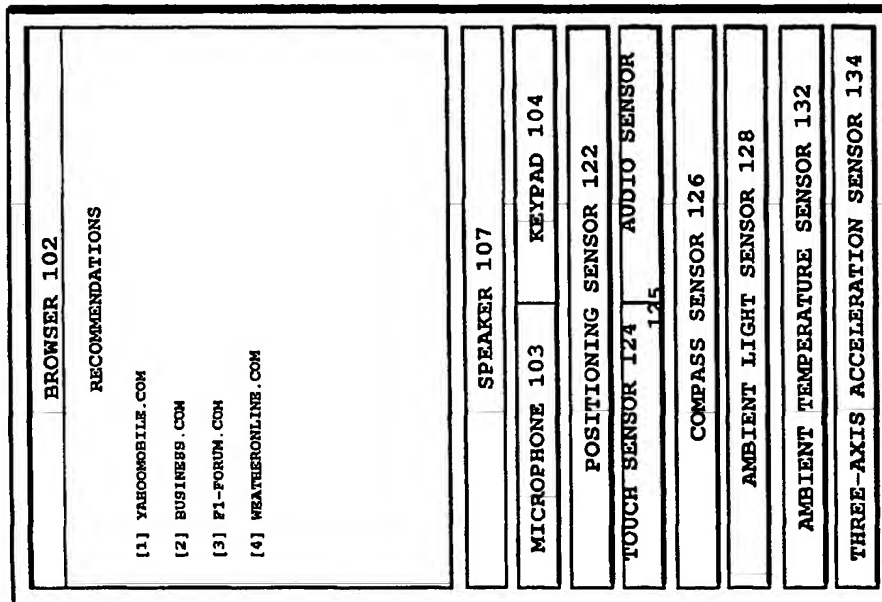 BROWSER 102
RECOMMENDATIONS
[1] YAHOOMOBILE.COM
[2] BUSINESS.COM
[3] F1-FORUM.COM
[4] WEATHERONLINE.COM
SPEAKER 107
MICROPHONE 103 KEYPAD 104
POSITIONING SENSOR 122
TOUCH SENSOR 124 AUDIO SENSOR
125
COMPASS SENSOR 126
AMBIENT LIGHT SENSOR 128
AMBIENT TEMPERATURE SENSOR 132
THREE-AXIS ACCELERATION SENSOR 134